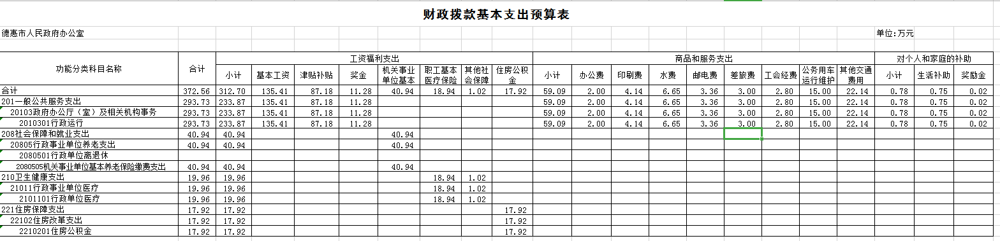 财政拨款基本支出预算表
德惠市人民政府办公室 单位:万元
功能分类科目名称 合计 工资福利支出 商品和服务支出 对个人和家庭的补助
小计 基本工资 津贴补贴 奖金 机关事业单位基本 职工基本医疗保险 其他社会保障 住房公积金 小计 办公费 印刷费 水费 邮电费 差旅费 工会经费 公务用车运行维护 其他交通费用 小计 生活补助 奖励金
合计 372.56 312.70 135.41 87.18 11.28 40.94 18.94 1.02 17.92 59.09 2.00 4.14 6.65 3.36 3.00 2.80 15.00 22.14 0.78 0.75 0.02
201一般公共服务支出 293.73 233.87 135.41 87.18 11.28 59.09 2.00 4.14 6.65 3.36 3.00 2.80 15.00 22.14 0.78 0.75 0.02
20103政府办公厅（室）及相关机构事务 293.73 233.87 135.41 87.18 11.28 59.09 2.00 4.14 6.65 3.36 3.00 2.80 15.00 22.14 0.78 0.75 0.02
2010301行政运行 293.73 233.87 135.41 87.18 11.28 59.09 2.00 4.14 6.65 3.36 3.00 2.80 15.00 22.14 0.78 0.75 0.02
208社会保障和就业支出 40.94 40.94 40.94
20805行政事业单位养老支出 40.94 40.94 40.94
2080501行政单位离退休
2080505机关事业单位基本养老保险缴费支出 40.94 40.94 40.94
210卫生健康支出 19.96 19.96 18.94 1.02
21011行政事业单位医疗 19.96 19.96 18.94 1.02
2101101行政单位医疗 19.96 19.96 18.94 1.02
221住房保障支出 17.92 17.92 17.92
22102住房改革支出 17.92 17.92 17.92
2210201住房公积金 17.92 17.92 17.92